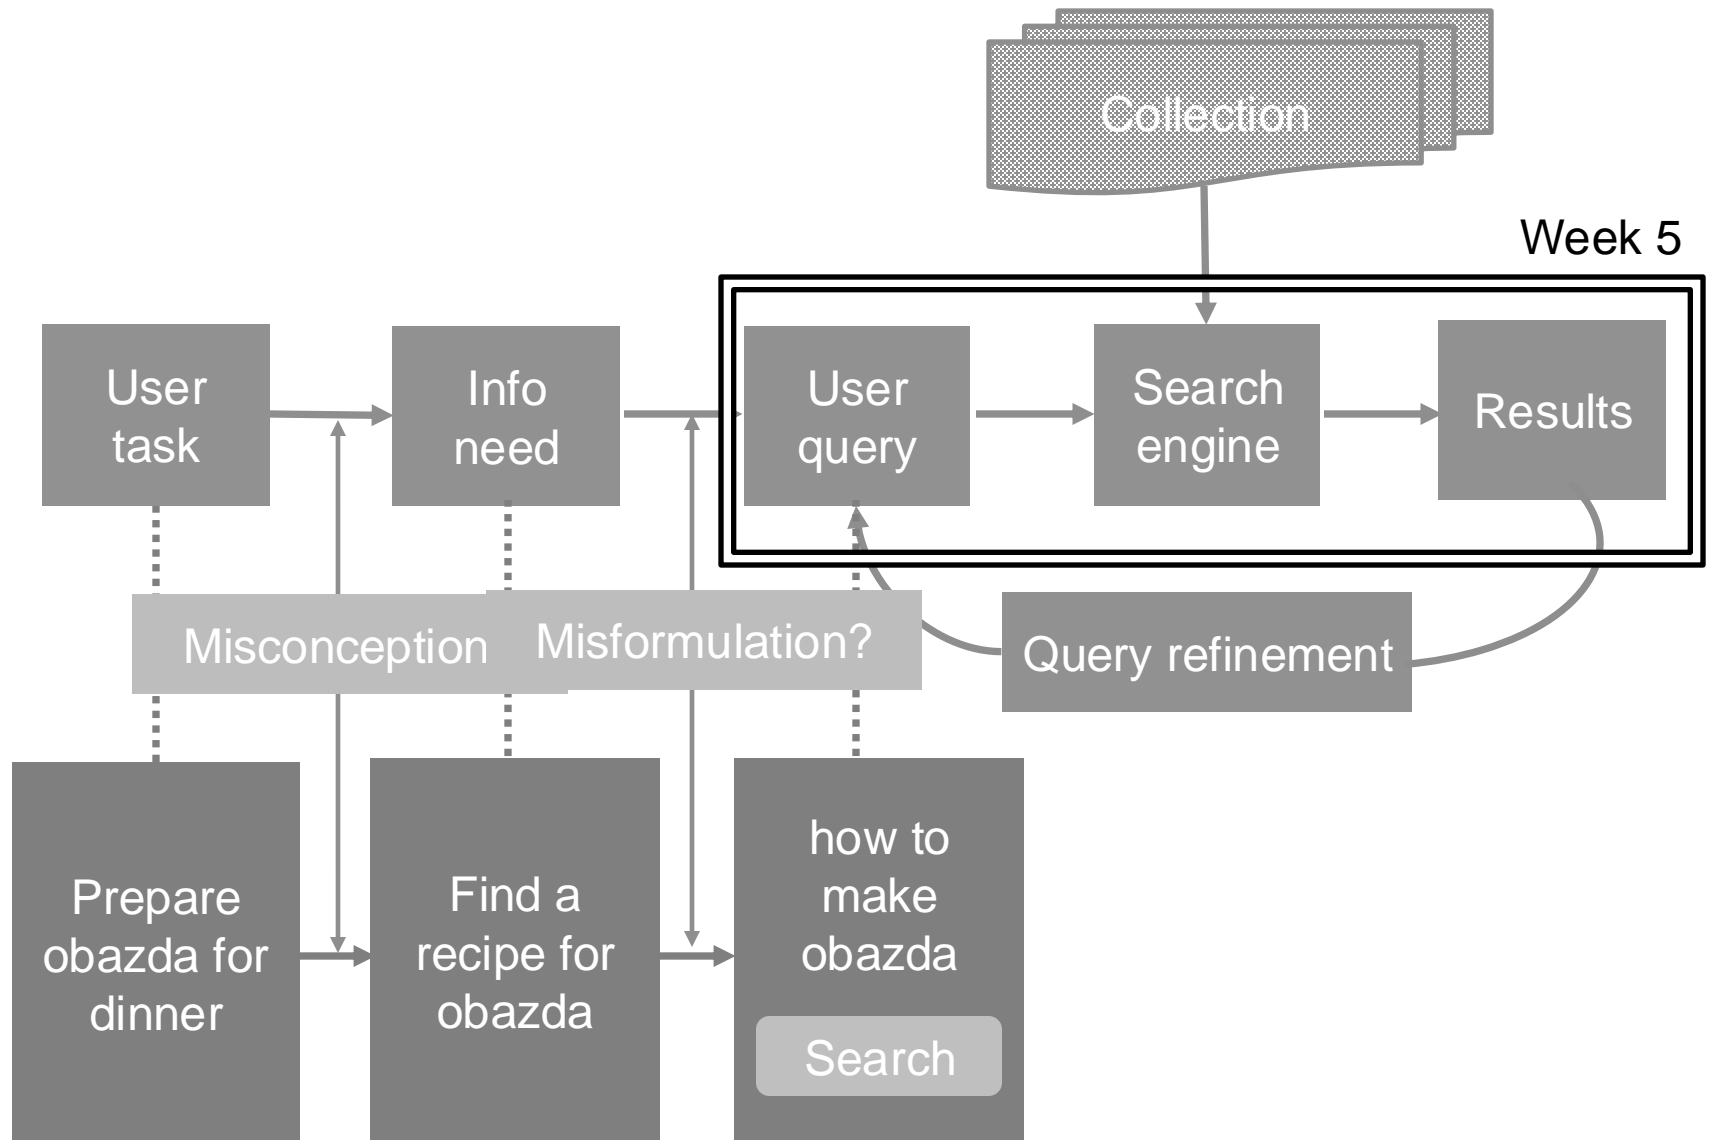 Collection
Week 5
User
task
Info
need
User
query
Search
engine
Results
Misconception
Misformulation?
Query refinement
Prepare
obazda for
dinner
Find a
recipe for
obazda
how to
make
obazda
Search